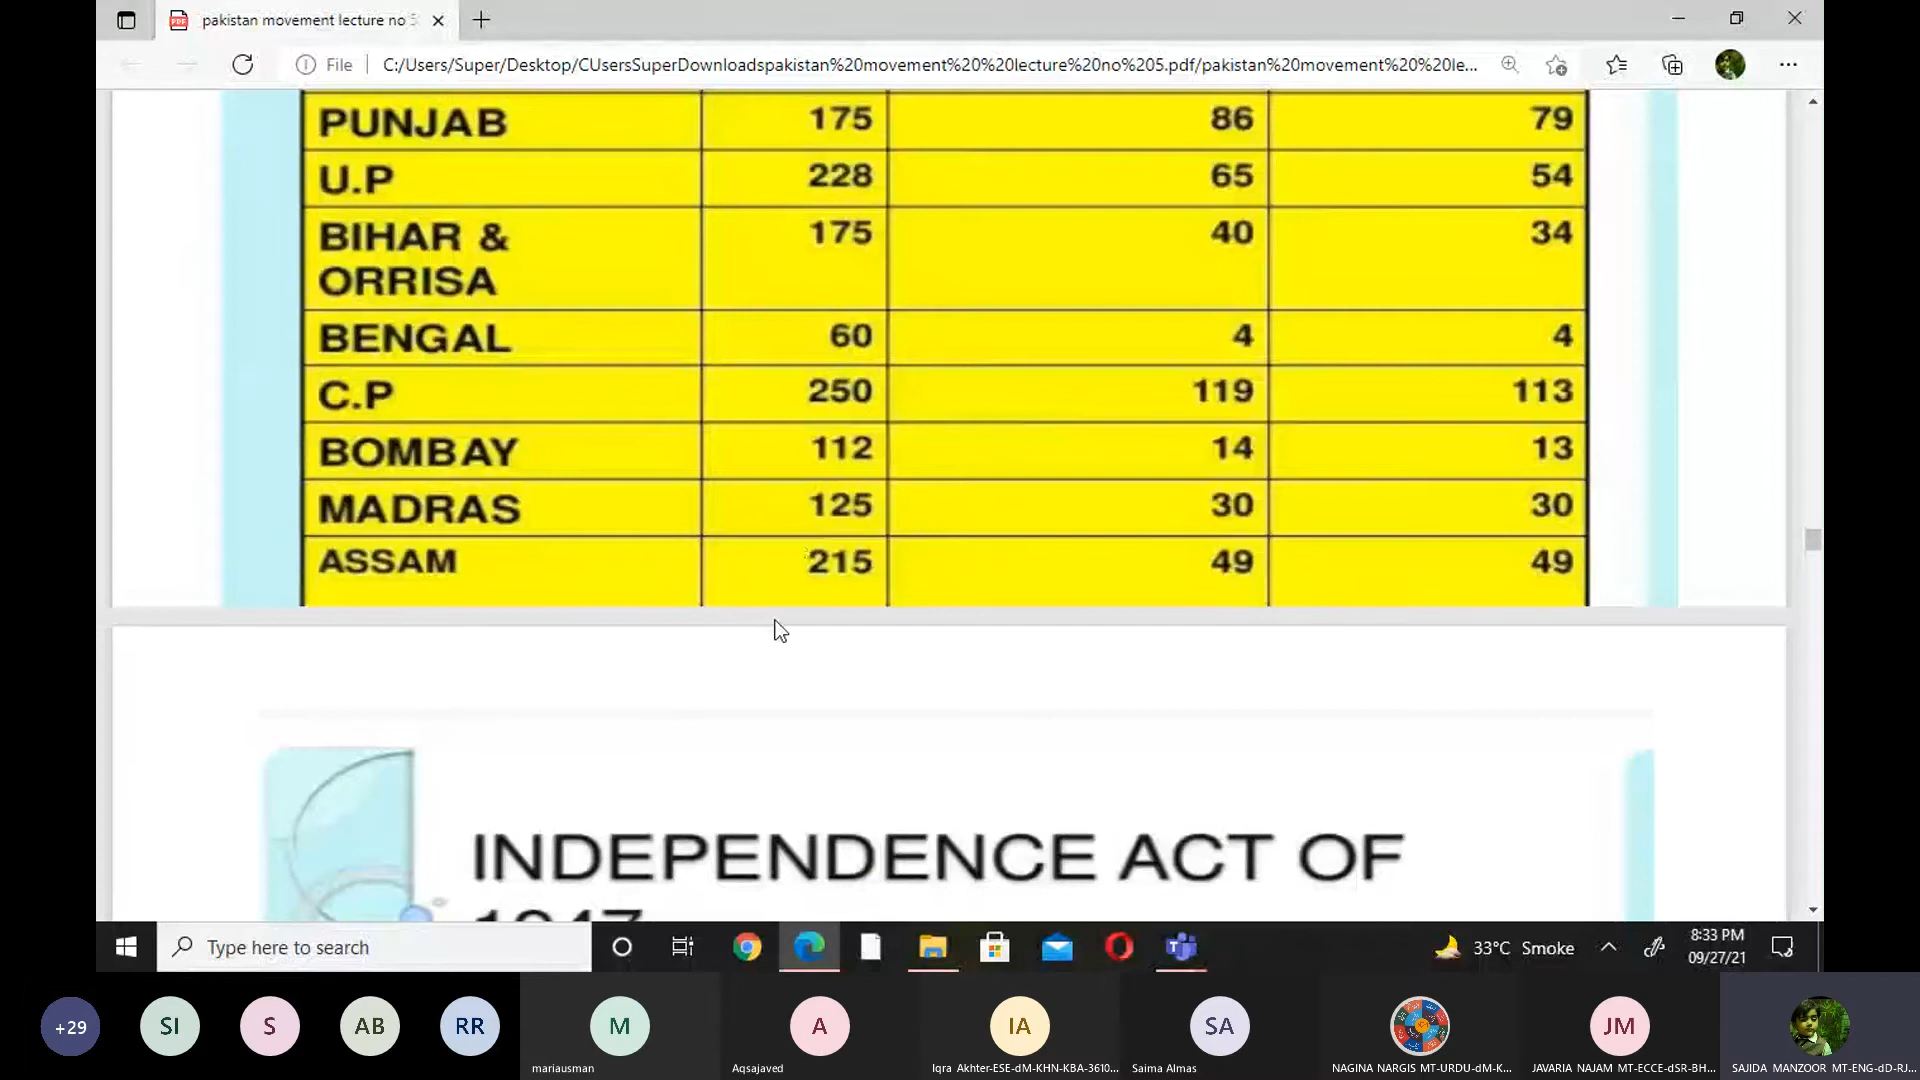 pakistan movement lecture no 5
File
C:/Users/Super/Desktop/CUsersSuperDownloadspakistan%20movement%20%20lecture%20no%205.pdf/pakistan%20movement%20%20le...
PUNJAB 175 86 79
U.P 228 65 54
BIHAR & 175 40 34
ORRISA
BENGAL 60 4 4
C.P 250 119 113
BOMBAY 112 14 13
MADRAS 125 30 30
ASSAM 215 49 49
INDEPENDENCE ACT OF
1947
Type here to search
33°C Smoke
8:33 PM
09/27/21
+29
SI
S
AB
RR
M
A
IA
SA
JM
mariausman
Aqsajaved
Iqra Akhter-ESE-dM-KHN-KBA-3610...
Saima Almas
NAGINA NARGIS MT-URDU-dM-K...
JAVARIA NAJAM MT-ECCE-dSR-BH...
SAJIDA MANZOOR MT-ENG-dD-RJ...